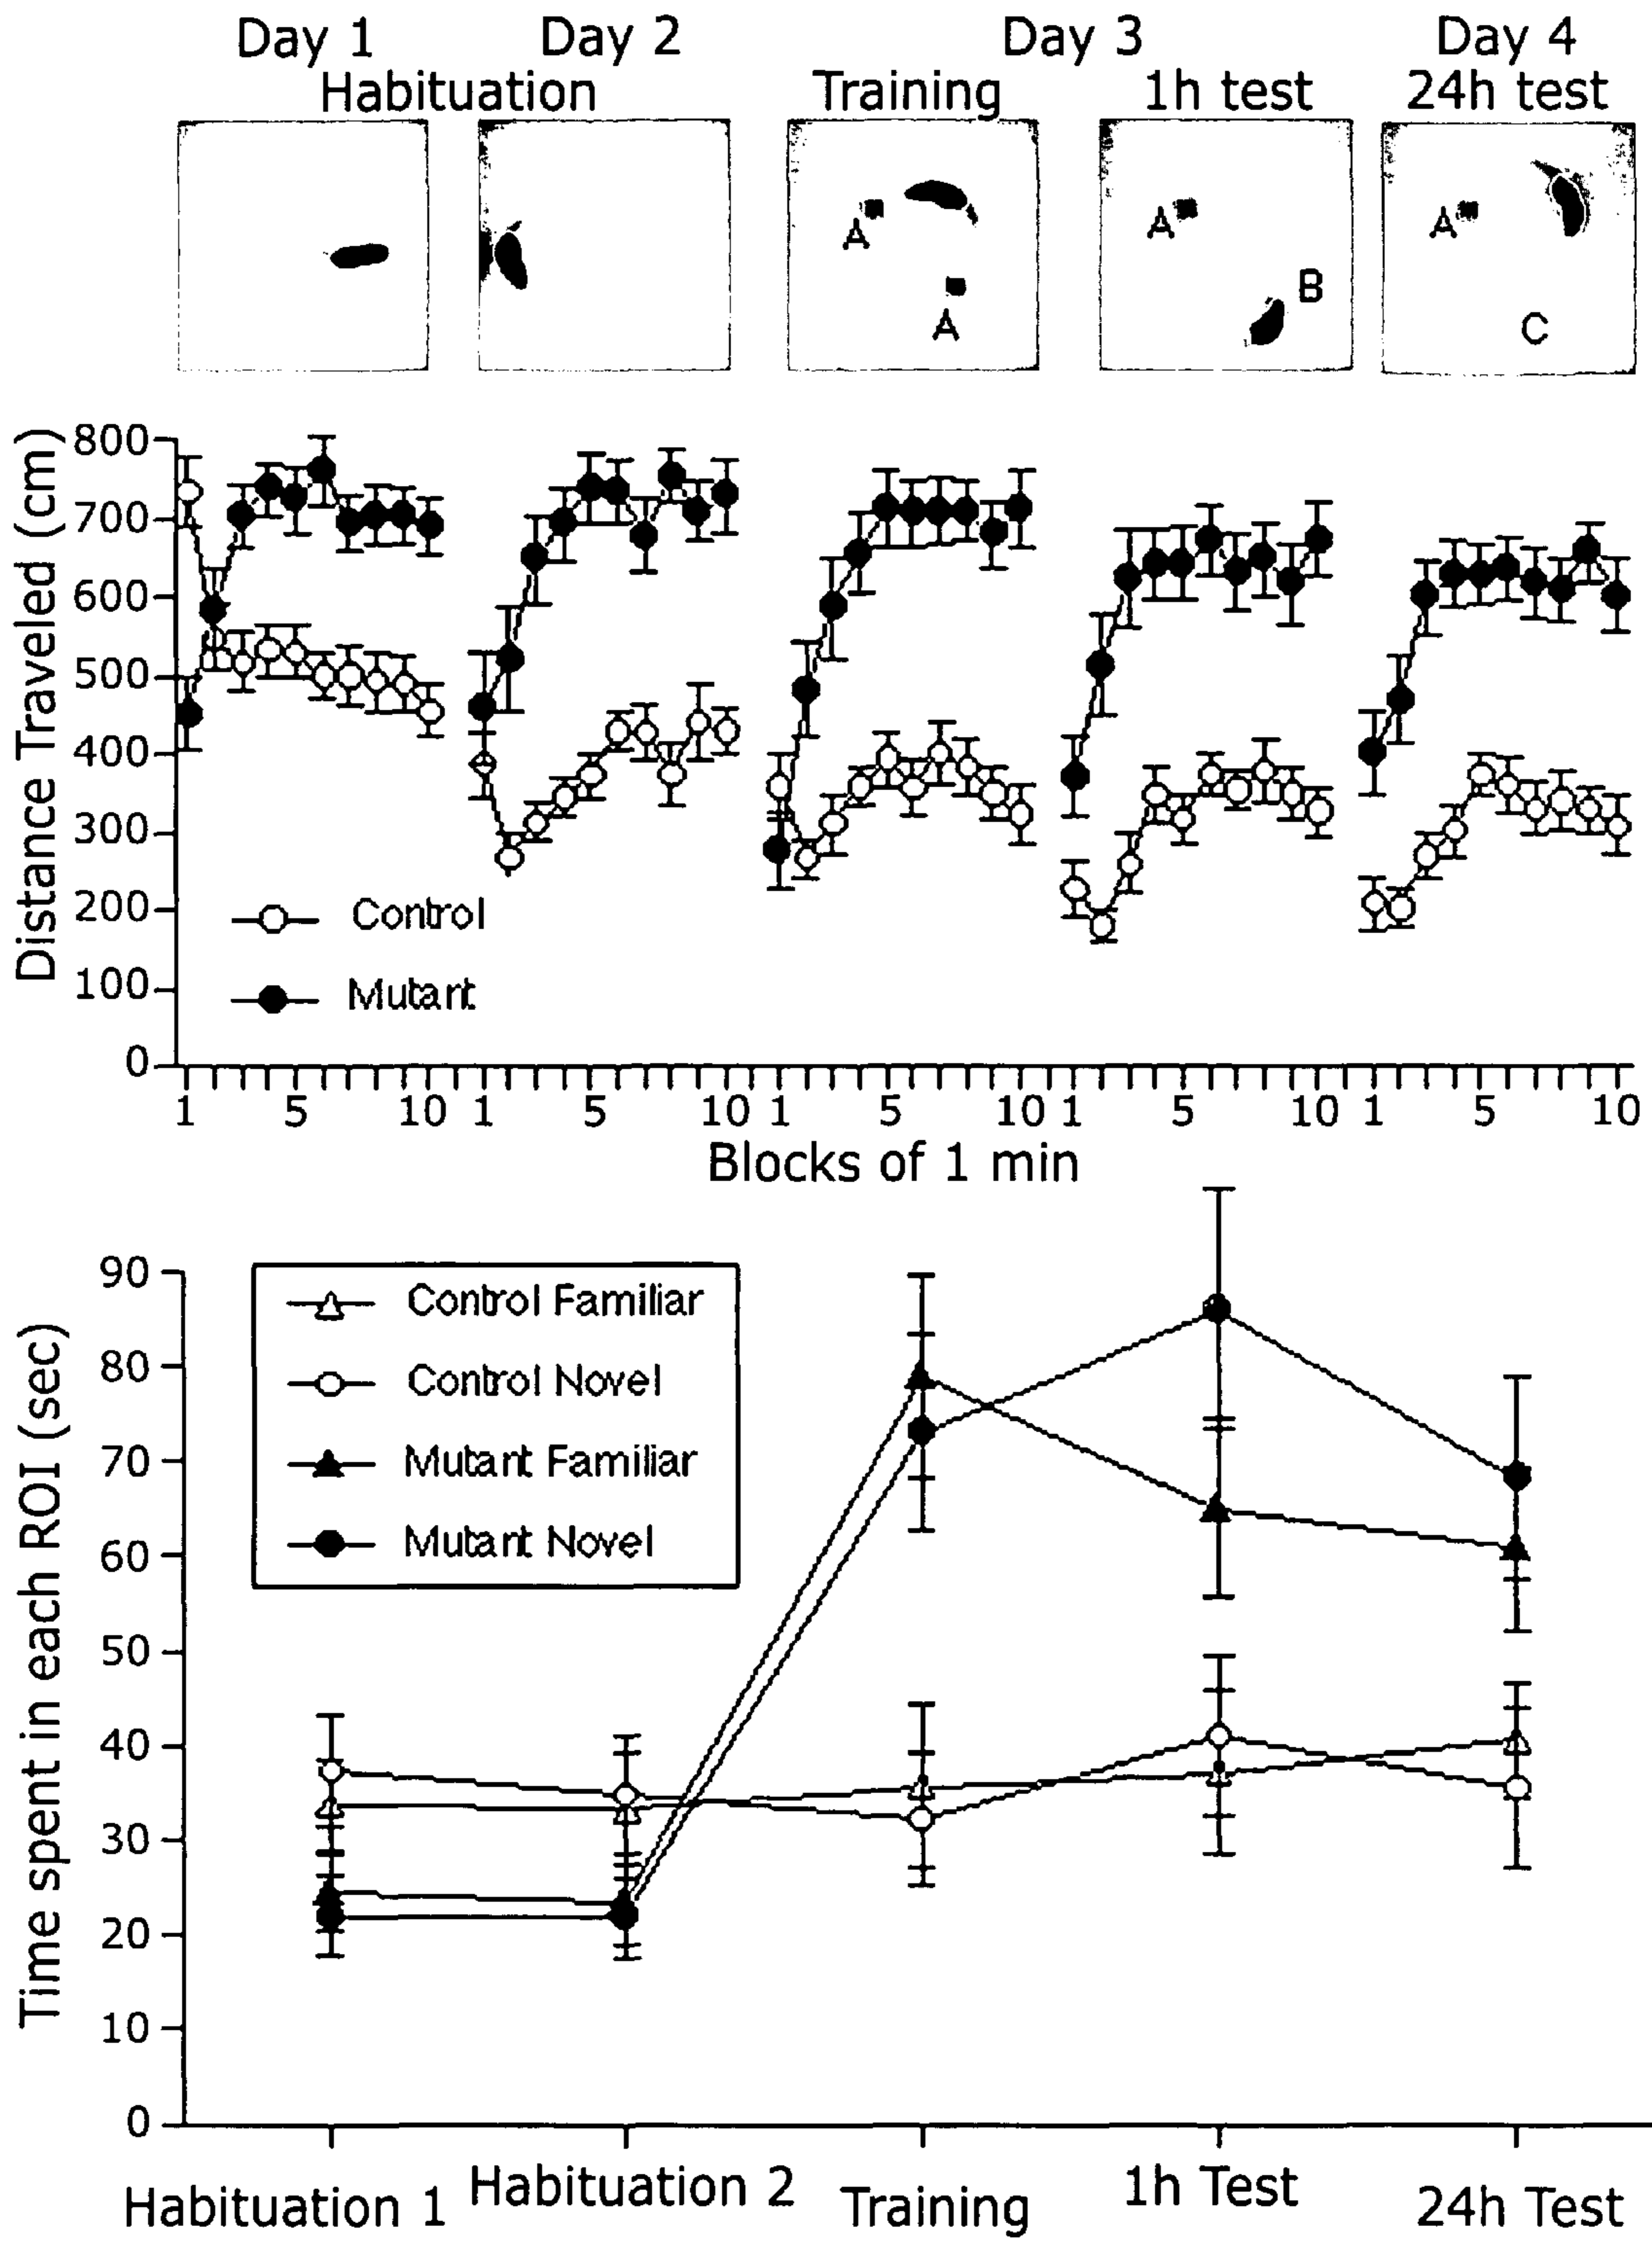 Day 1 Day 2 Day 3 Day 4
Habituation Training 1h test 24h test
A
A
A
B
A
C
Distance Traveled (cm)
800
700
600
500
400
300
200
100
0
Control
Mutant
1 5 10 1 5 10 1 5 10 1 5 10 1 5 10
Blocks of 1 min
Time spent in each ROI (sec)
90
80
70
60
50
40
30
20
10
0
Control Familiar
Control Novel
Mutant Familiar
Mutant Novel
Habituation 1 Habituation 2 Training 1h Test 24h Test